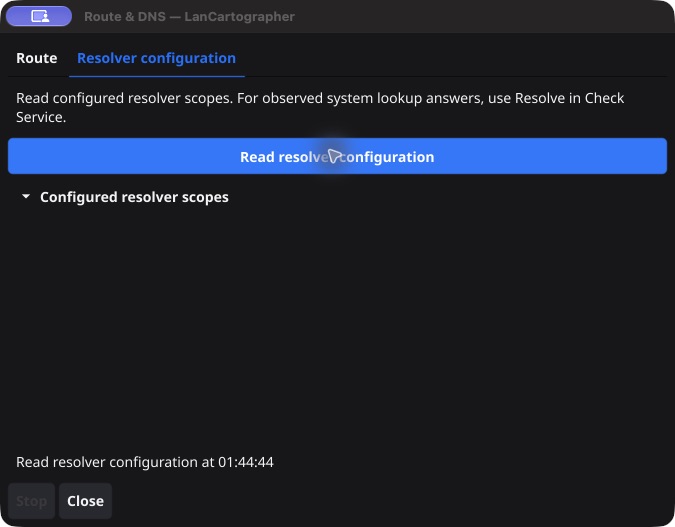 Route & DNS — LanCartographer
Route
Resolver configuration
Read configured resolver scopes. For observed system lookup answers, use Resolve in Check
Service.
Read resolver configuration
Configured resolver scopes
Read resolver configuration at 01:44:44
Stop
Close